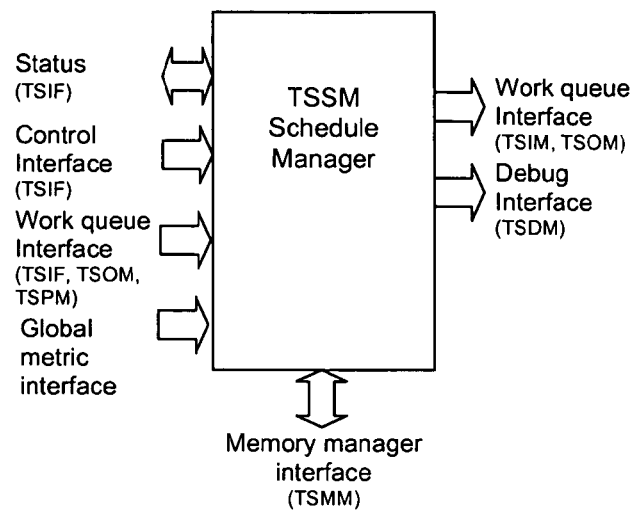 Status
(TSIF)
Control
Interface
(TSIF)
Work queue
Interface
(TSIF, TSOM,
TSPM)
Global
metric
interface
TSSM
Schedule
Manager
Work queue
Interface
(TSIM, TSOM)
Debug
Interface
(TSDM)
Memory manager
interface
(TSMM)